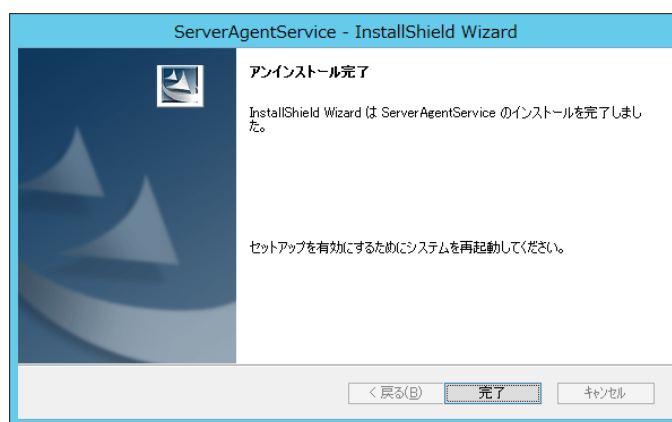 ServerAgentService - InstallShield Wizard
アンインストール完了
InstallShield Wizard は ServerAgentService のインストールを完了しまし
た。
セットアップを有効にするためにシステムを再起動してください。
< 戻る(B)
完了
キャンセル